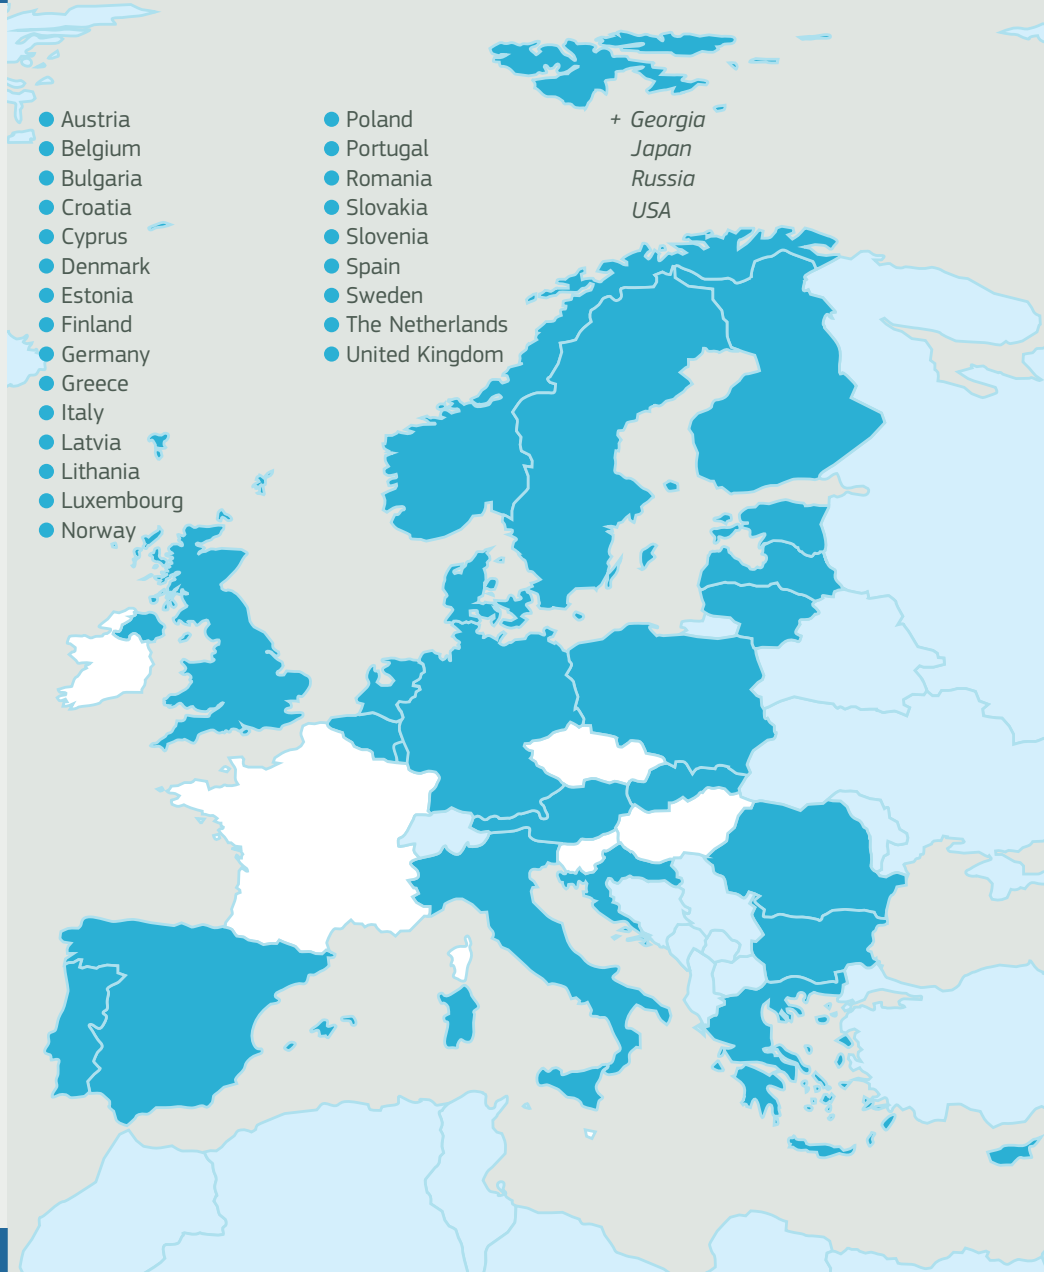 Austria
Belgium
Bulgaria
Croatia
Cyprus
Denmark
Estonia
Finland
Germany
Greece
Italy
Latvia
Lithania
Luxembourg
Norway
Poland
Portugal
Romania
Slovakia
Slovenia
Spain
Sweden
The Netherlands
United Kingdom
+ Georgia
Japan
Russia
USA